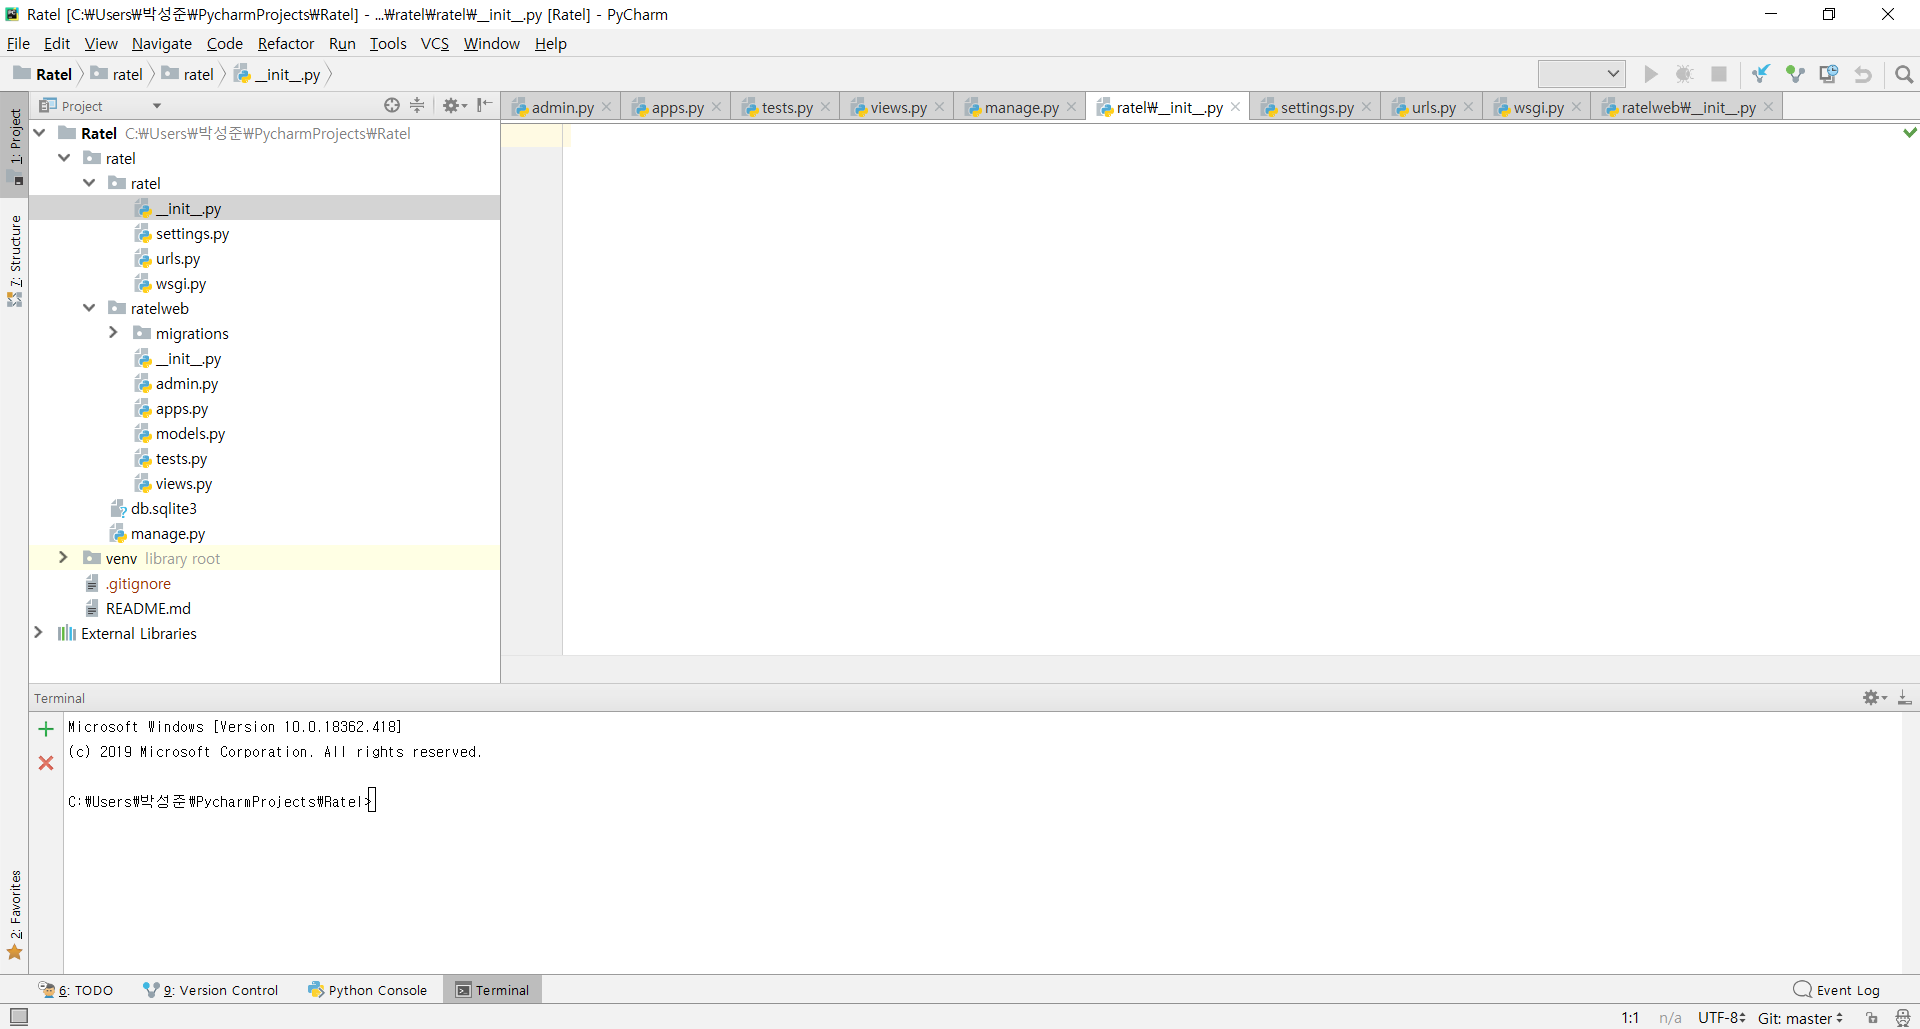 Ratel [C:₩Users₩박성준₩PycharmProjects₩Ratel] - ...₩ratel₩ratel₩__init__.py [Ratel] - PyCharm
File Edit View Navigate Code Refactor Run Tools VCS Window Help
Ratel ratel ratel __init__.py
Project
admin.py apps.py tests.py views.py manage.py ratel₩__init__.py settings.py urls.py wsgi.py ratelweb₩__init__.py
1: Project
7: Structure
2: Favorites
Ratel C:₩Users₩박성준₩PycharmProjects₩Ratel
ratel
ratel
__init__.py
settings.py
urls.py
wsgi.py
ratelweb
migrations
__init__.py
admin.py
apps.py
models.py
tests.py
views.py
db.sqlite3
manage.py
venv library root
.gitignore
README.md
External Libraries
Terminal
Microsoft Windows [Version 10.0.18362.418]
(c) 2019 Microsoft Corporation. All rights reserved.
C:₩Users₩박성준₩PycharmProjects₩Ratel>
6: TODO 9: Version Control Python Console Terminal Event Log
1:1 n/a UTF-8 Git: master